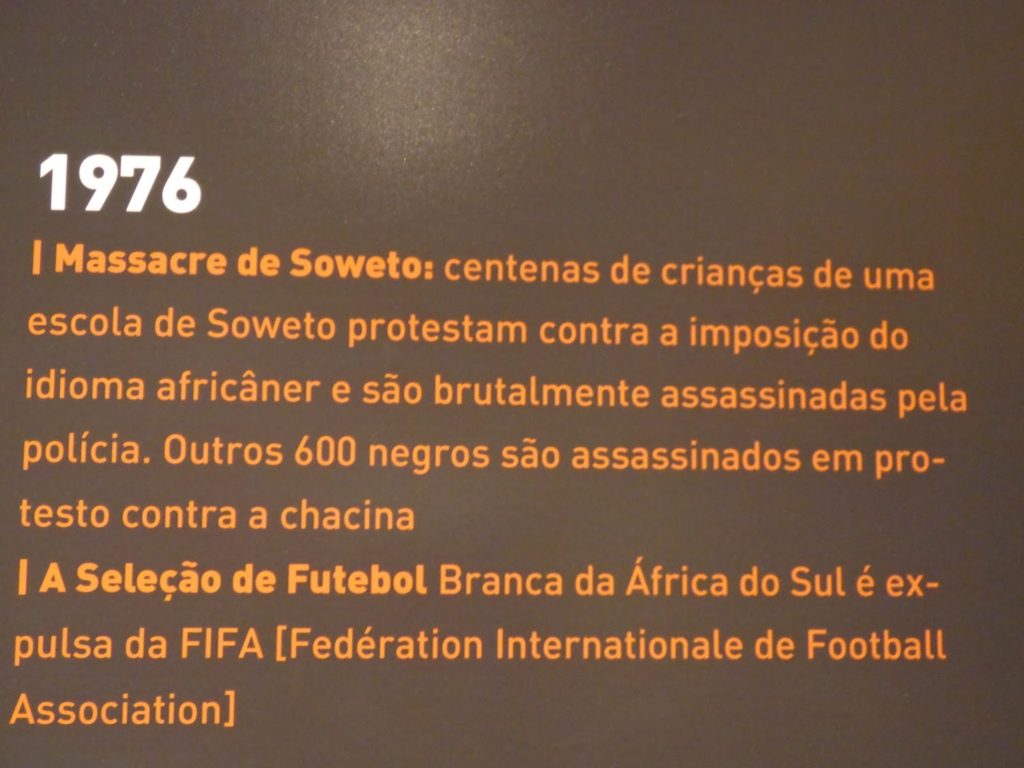 1976
| Massacre de Soweto: centenas de crianças de uma
escola de Soweto protestam contra a imposição do
idioma africâner e são brutalmente assassinadas pela
polícia. Outros 600 negros são assassinados em pro-
testo contra a chacina
| A Seleção de Futebol Branca da África do Sul é ex-
pulsa da FIFA [Fedération Internationale de Football
Association]